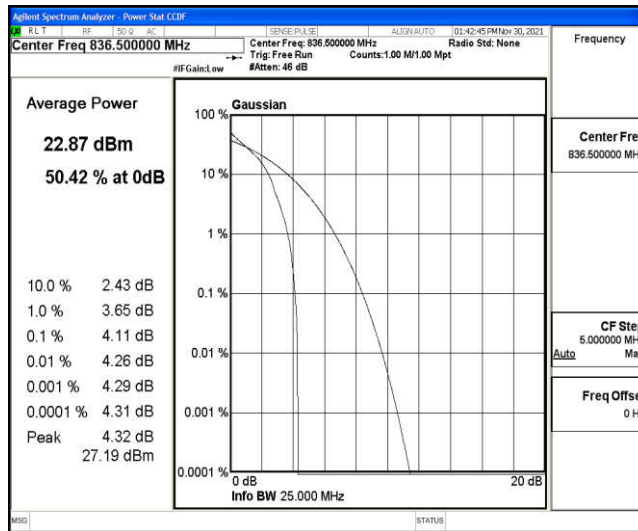 Agilent Spectrum Analyzer - Power Stat CCDF
RLT RF 50 Ω AC SENSE:PULSE ALIGN AUTO 01:42:45 PM Nov 30, 2021
Center Freq 836.500000 MHz
Center Freq: 836.500000 MHz Radio Std: None
Trig: Free Run Counts:1.00 M/1.00 Mpt
#IFGain:Low #Atten: 46 dB
Frequency
Average Power
22.87 dBm
50.42 % at 0dB
10.0 % 2.43 dB
1.0 % 3.65 dB
0.1 % 4.11 dB
0.01 % 4.26 dB
0.001 % 4.29 dB
0.0001 % 4.31 dB
Peak 4.32 dB
27.19 dBm
Gaussian
100 %
10 %
1 %
0.1 %
0.01 %
0.001 %
0.0001 %
0 dB 20 dB
Info BW 25.000 MHz
Center Fre
836.500000 MH
CF Ste
5.000000 MH
Auto Ma
Freq Offse
0 H
MSG STATUS